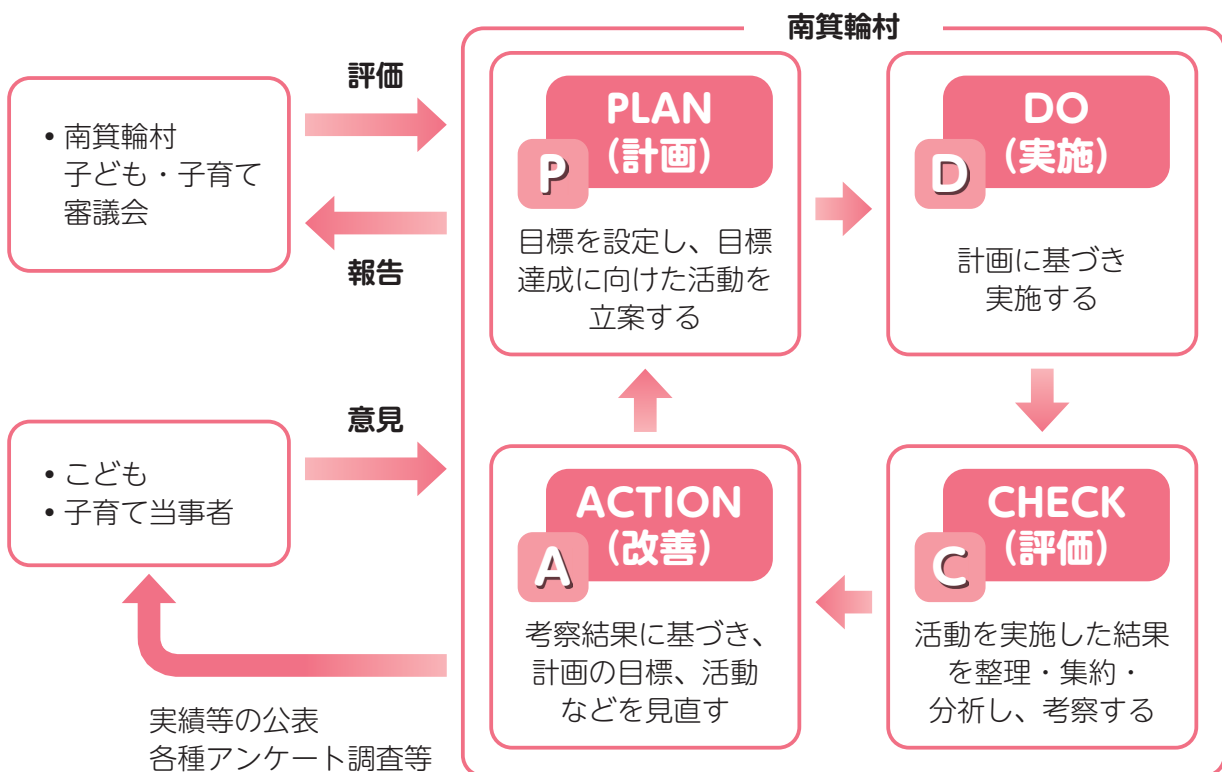 南箕輪村
評価
• 南箕輪村
子ども・子育て
審議会
報告
PLAN
(計画)
P
目標を設定し、目標
達成に向けた活動を
立案する
DO
(実施)
D
計画に基づき
実施する
意見
• こども
• 子育て当事者
ACTION
(改善)
A
考察結果に基づき、
計画の目標、活動
などを見直す
CHECK
(評価)
C
活動を実施した結果
を整理・集約・
分析し、考察する
実績等の公表
各種アンケート調査等